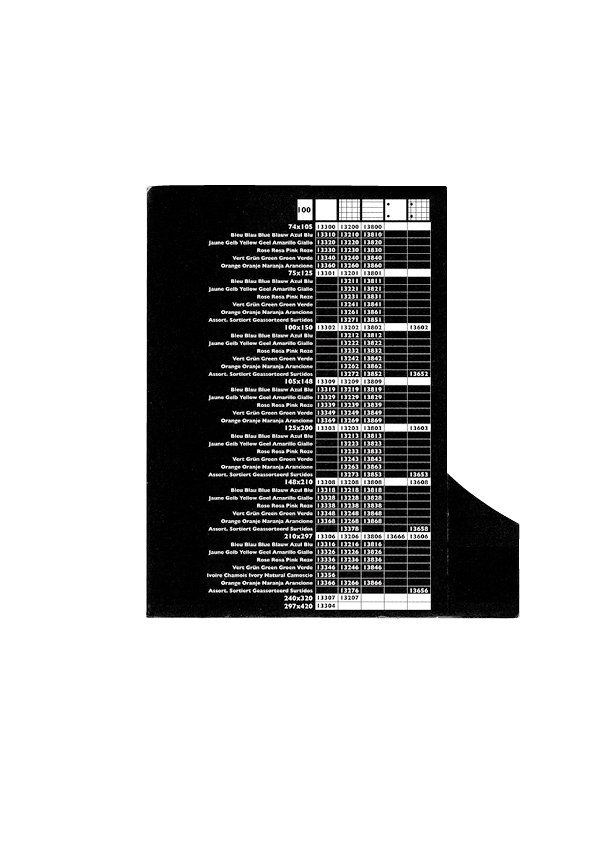 100
74x105 13300 13200 13800
Bleu Blau Blue Blauw Azul Blu 13310 13210 13810
Jaune Gelb Yellow Geel Amarillo Giallo 13320 13220 13820
Rose Rosa Pink Roze 13330 13230 13830
Vert Grün Green Groen Verde 13340 13240 13840
Orange Oranje Naranja Arancione 13360 13260 13860
75x125 13301 13201 13801
Bleu Blau Blue Blauw Azul Blu 13211 13811
Jaune Gelb Yellow Geel Amarillo Giallo 13221 13821
Rose Rosa Pink Roze 13231 13831
Vert Grün Green Groen Verde 13241 13841
Orange Oranje Naranja Arancione 13261 13861
Assort. Sortiert Geassorteerd Surtidos 13271 13851
100x150 13302 13202 13802 13602
Bleu Blau Blue Blauw Azul Blu 13212 13812
Jaune Gelb Yellow Geel Amarillo Giallo 13222 13822
Rose Rosa Pink Roze 13232 13832
Vert Grün Green Groen Verde 13242 13842
Orange Oranje Naranja Arancione 13262 13862
Assort. Sortiert Geassorteerd Surtidos 13272 13852 13652
105x148 13309 13209 13809
Bleu Blau Blue Blauw Azul Blu 13319 13219 13819
Jaune Gelb Yellow Geel Amarillo Giallo 13329 13229 13829
Rose Rosa Pink Roze 13339 13239 13839
Vert Grün Green Groen Verde 13349 13249 13849
Orange Oranje Naranja Arancione 13369 13269 13869
125x200 13303 13203 13803 13603
Bleu Blau Blue Blauw Azul Blu 13213 13813
Jaune Gelb Yellow Geel Amarillo Giallo 13223 13823
Rose Rosa Pink Roze 13233 13833
Vert Grün Green Groen Verde 13243 13843
Orange Oranje Naranja Arancione 13263 13863
Assort. Sortiert Geassorteerd Surtidos 13273 13853 13653
148x210 13308 13208 13808 13608
Bleu Blau Blue Blauw Azul Blu 13318 13218 13818
Jaune Gelb Yellow Geel Amarillo Giallo 13328 13228 13828
Rose Rosa Pink Roze 13338 13238 13838
Vert Grün Green Groen Verde 13348 13248 13848
Orange Oranje Naranja Arancione 13368 13268 13868
Assort. Sortiert Geassorteerd Surtidos 13378 13658
210x297 13306 13206 13806 13666 13606
Bleu Blau Blue Blauw Azul Blu 13316 13216 13816
Jaune Gelb Yellow Geel Amarillo Giallo 13326 13226 13826
Rose Rosa Pink Roze 13336 13236 13836
Vert Grün Green Groen Verde 13346 13246 13846
Ivoire Chamois Ivory Natural Camoscio 13356
Orange Oranje Naranja Arancione 13366 13266 13866
Assort. Sortiert Geassorteerd Surtidos 13276 13656
240x320 13307 13207
297x420 13304